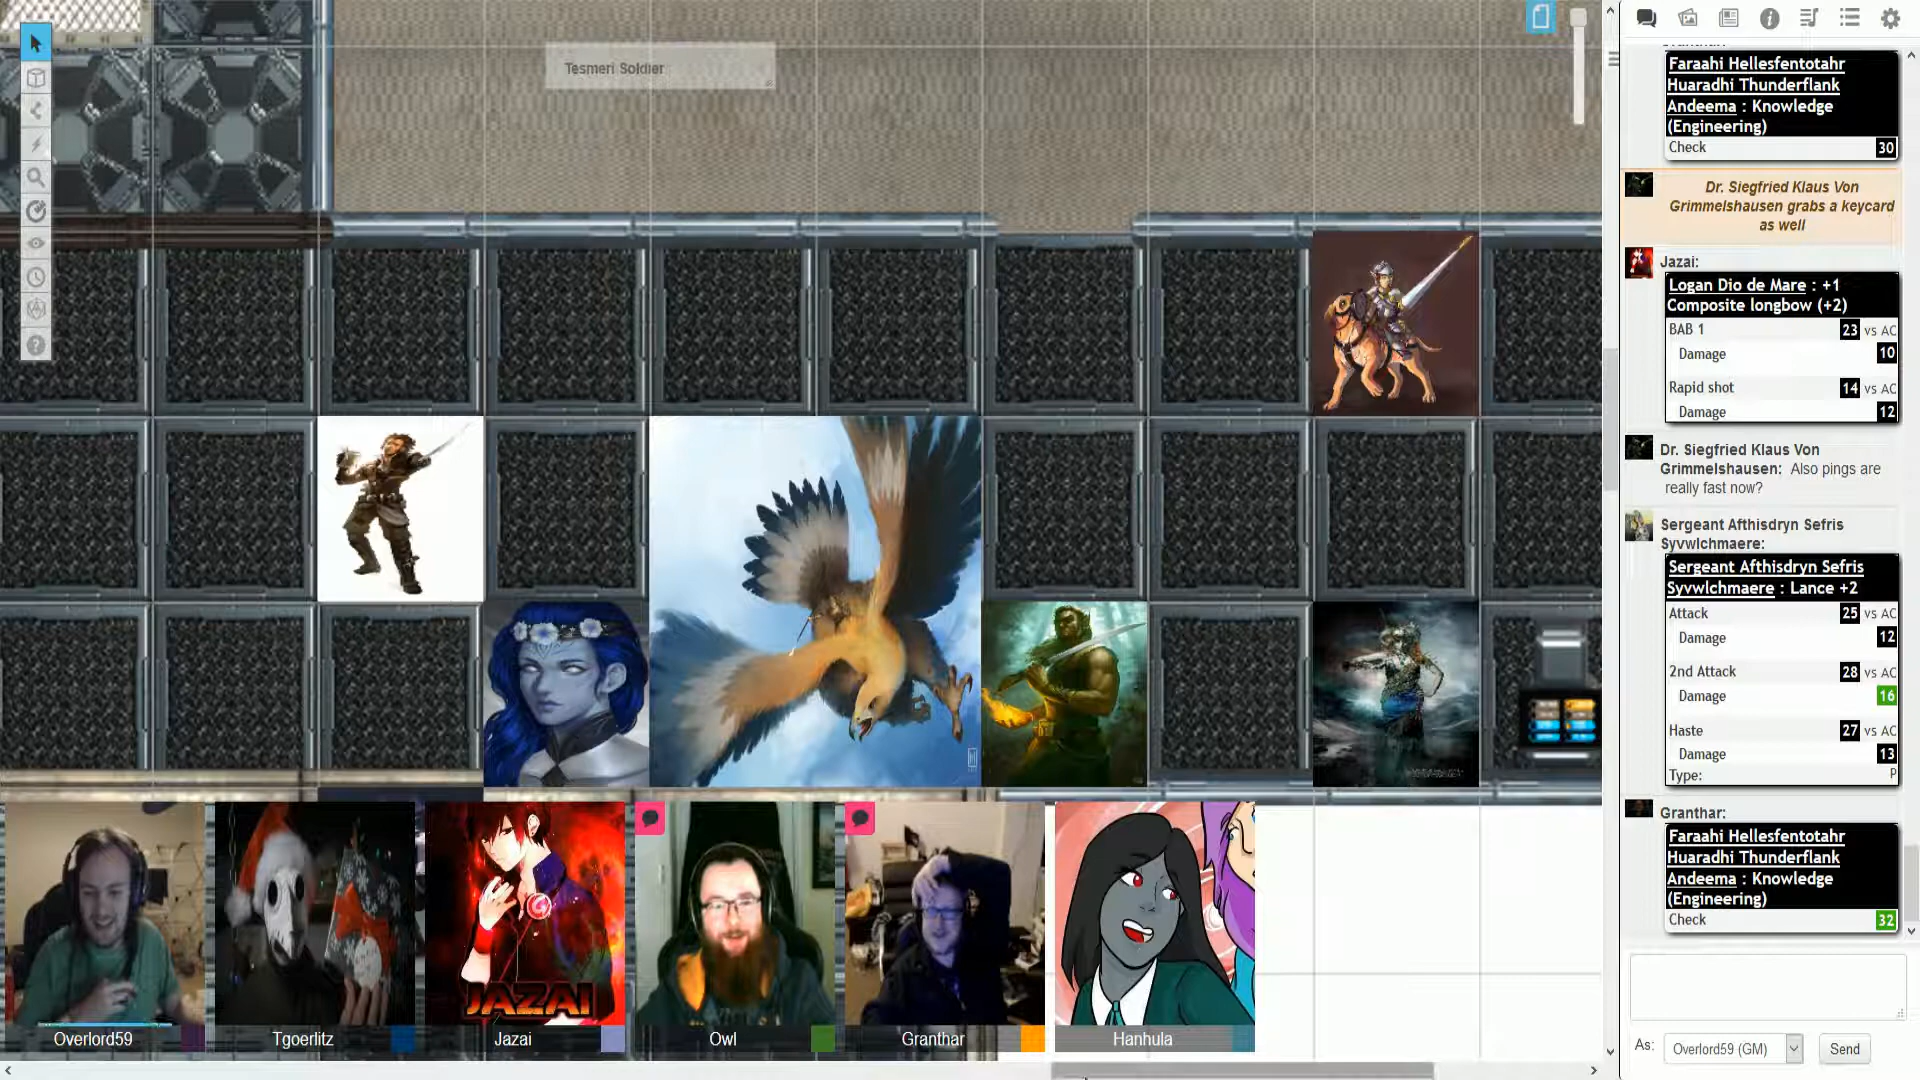 Tesmeri Soldier
Faraahi Hellesfentotahr
Huaradhi Thunderflank
Andeema : Knowledge
(Engineering)
Check 30
Dr. Siegfried Klaus Von
Grimmelshausen grabs a keycard
as well
Jazai:
Logan Dio de Mare : +1
Composite longbow (+2)
BAB 1 23 vs AC
Damage 10
Rapid shot 14 vs AC
Damage 12
Dr. Siegfried Klaus Von
Grimmelshausen: Also pings are
really fast now?
Sergeant Afthisdryn Sefris
Syvwlchmaere:
Sergeant Afthisdryn Sefris
Syvwlchmaere : Lance +2
Attack 25 vs AC
Damage 12
2nd Attack 28 vs AC
Damage 16
Haste 27 vs AC
Damage 13
Type: P
Granthar:
Faraahi Hellesfentotahr
Huaradhi Thunderflank
Andeema : Knowledge
(Engineering)
Check 32
As: Overlord59 (GM) Send
JAZAI
Overlord59
Tgoerlitz
Jazai
Owl
Granthar
Hanhula